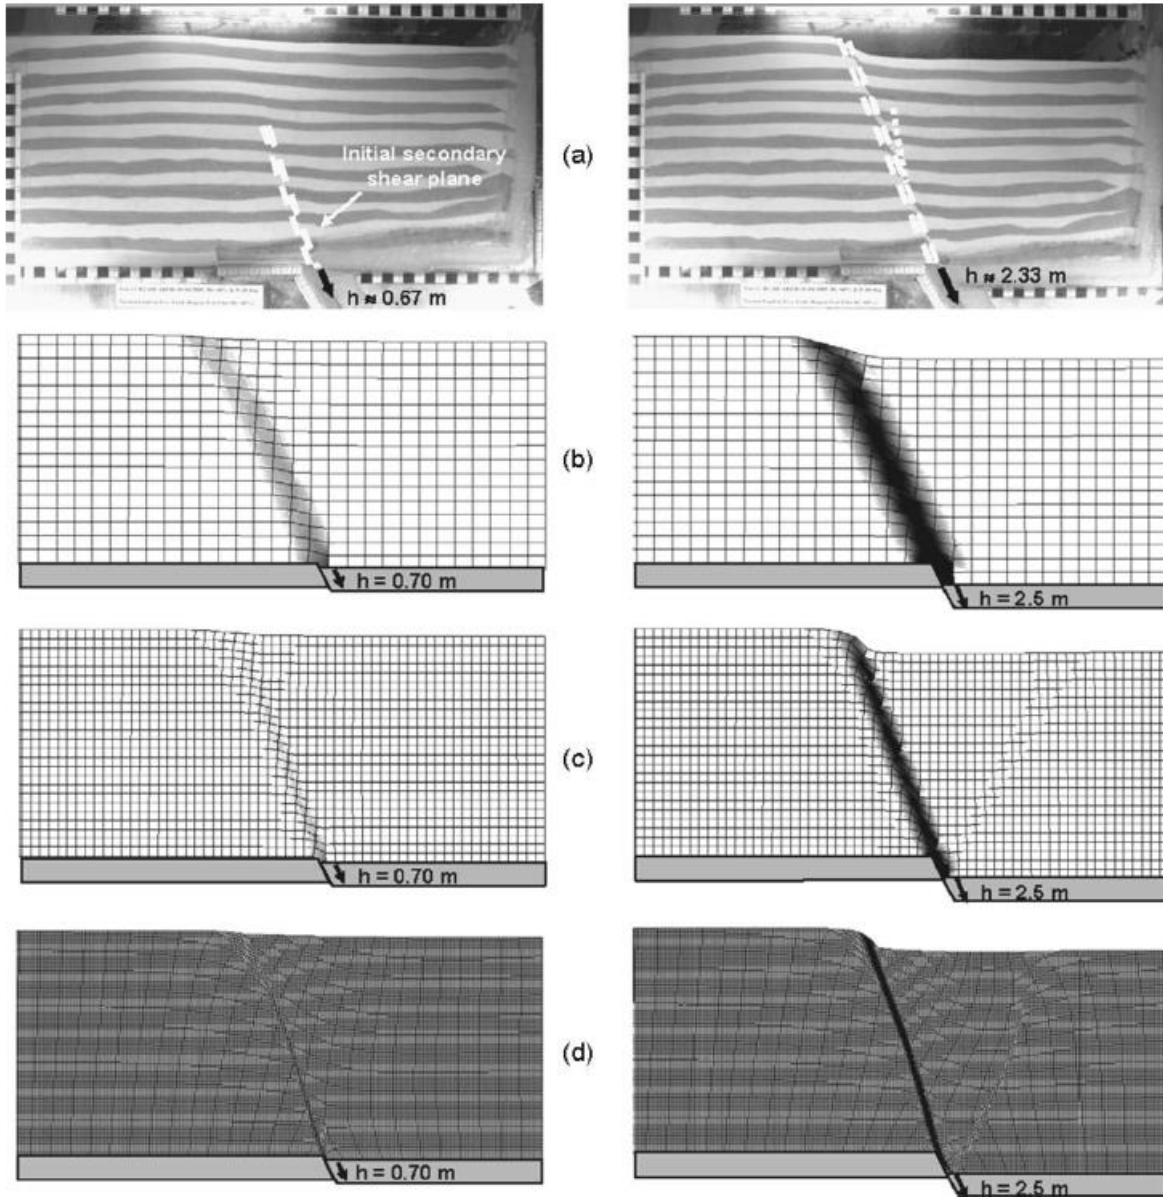 Initial secondary
shear plane
h ≈ 0.67 m
(a)
h ≈ 2.33 m
h = 0.70 m
(b)
h = 2.5 m
h = 0.70 m
(c)
h = 2.5 m
h = 0.70 m
(d)
h = 2.5 m